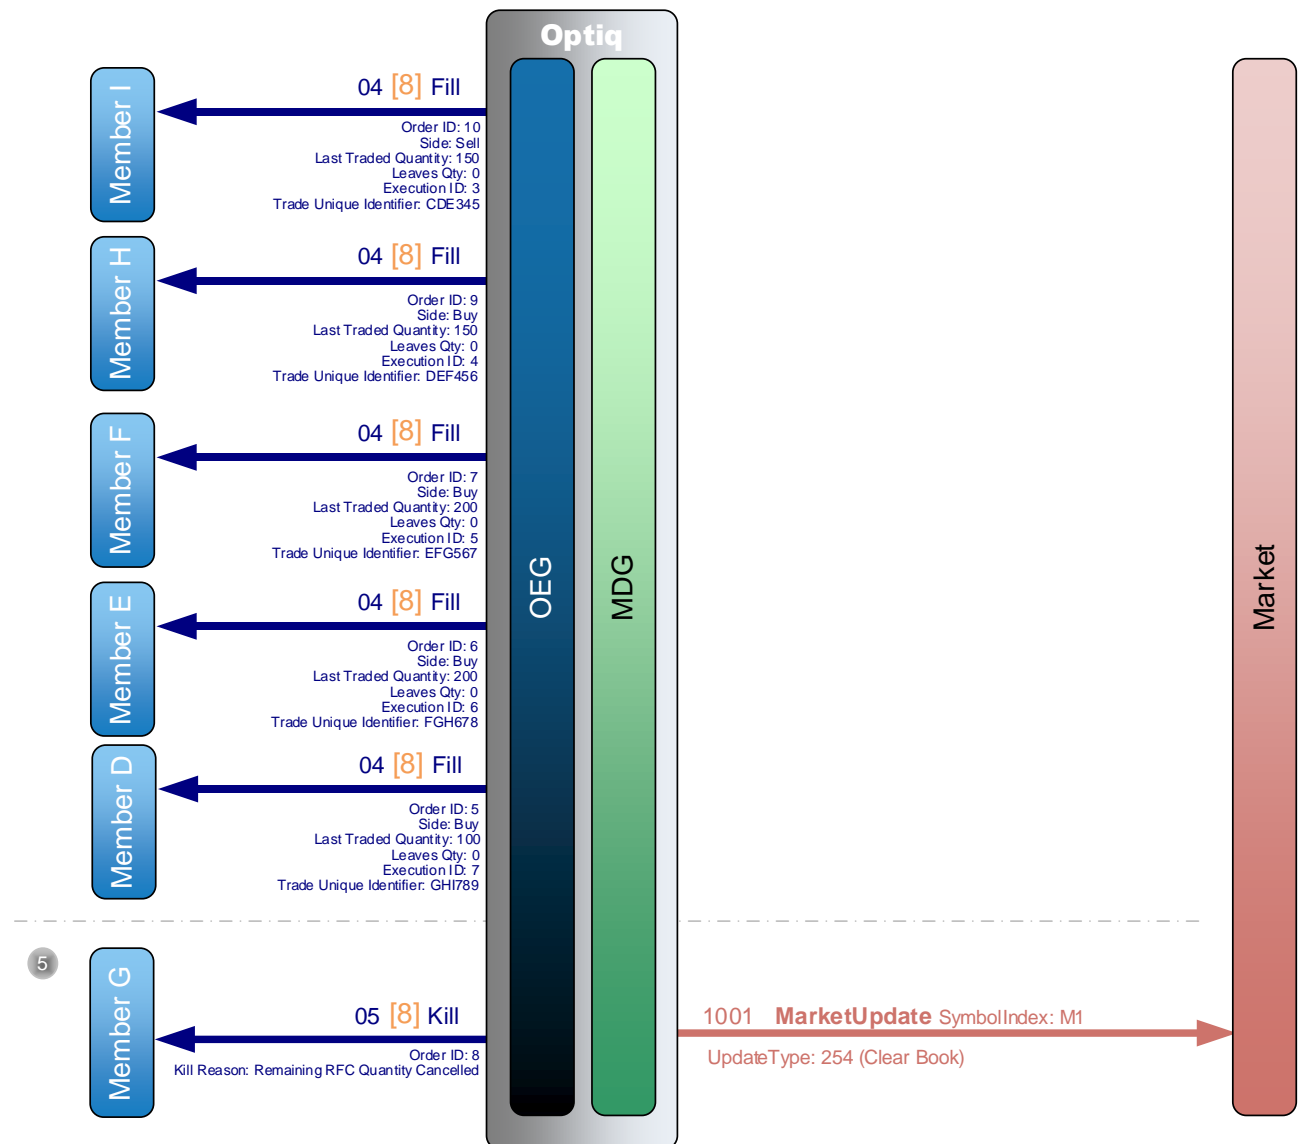 Optiq
Member I
04 [8] Fill
Order ID: 10
Side: Sell
Last Traded Quantity: 150
Leaves Qty: 0
Execution ID: 3
Trade Unique Identifier: CDE345
Member H
04 [8] Fill
Order ID: 9
Side: Buy
Last Traded Quantity: 150
Leaves Qty: 0
Execution ID: 4
Trade Unique Identifier: DEF456
Member F
04 [8] Fill
Order ID: 7
Side: Buy
Last Traded Quantity: 200
Leaves Qty: 0
Execution ID: 5
Trade Unique Identifier: EFG567
OEG
MDG
Market
Member E
04 [8] Fill
Order ID: 6
Side: Buy
Last Traded Quantity: 200
Leaves Qty: 0
Execution ID: 6
Trade Unique Identifier: FGH678
Member D
04 [8] Fill
Order ID: 5
Side: Buy
Last Traded Quantity: 100
Leaves Qty: 0
Execution ID: 7
Trade Unique Identifier: GHI789
5
Member G
05 [8] Kill
Order ID: 8
Kill Reason: Remaining RFC Quantity Cancelled
1001 MarketUpdate SymbolIndex: M1
UpdateType: 254 (Clear Book)